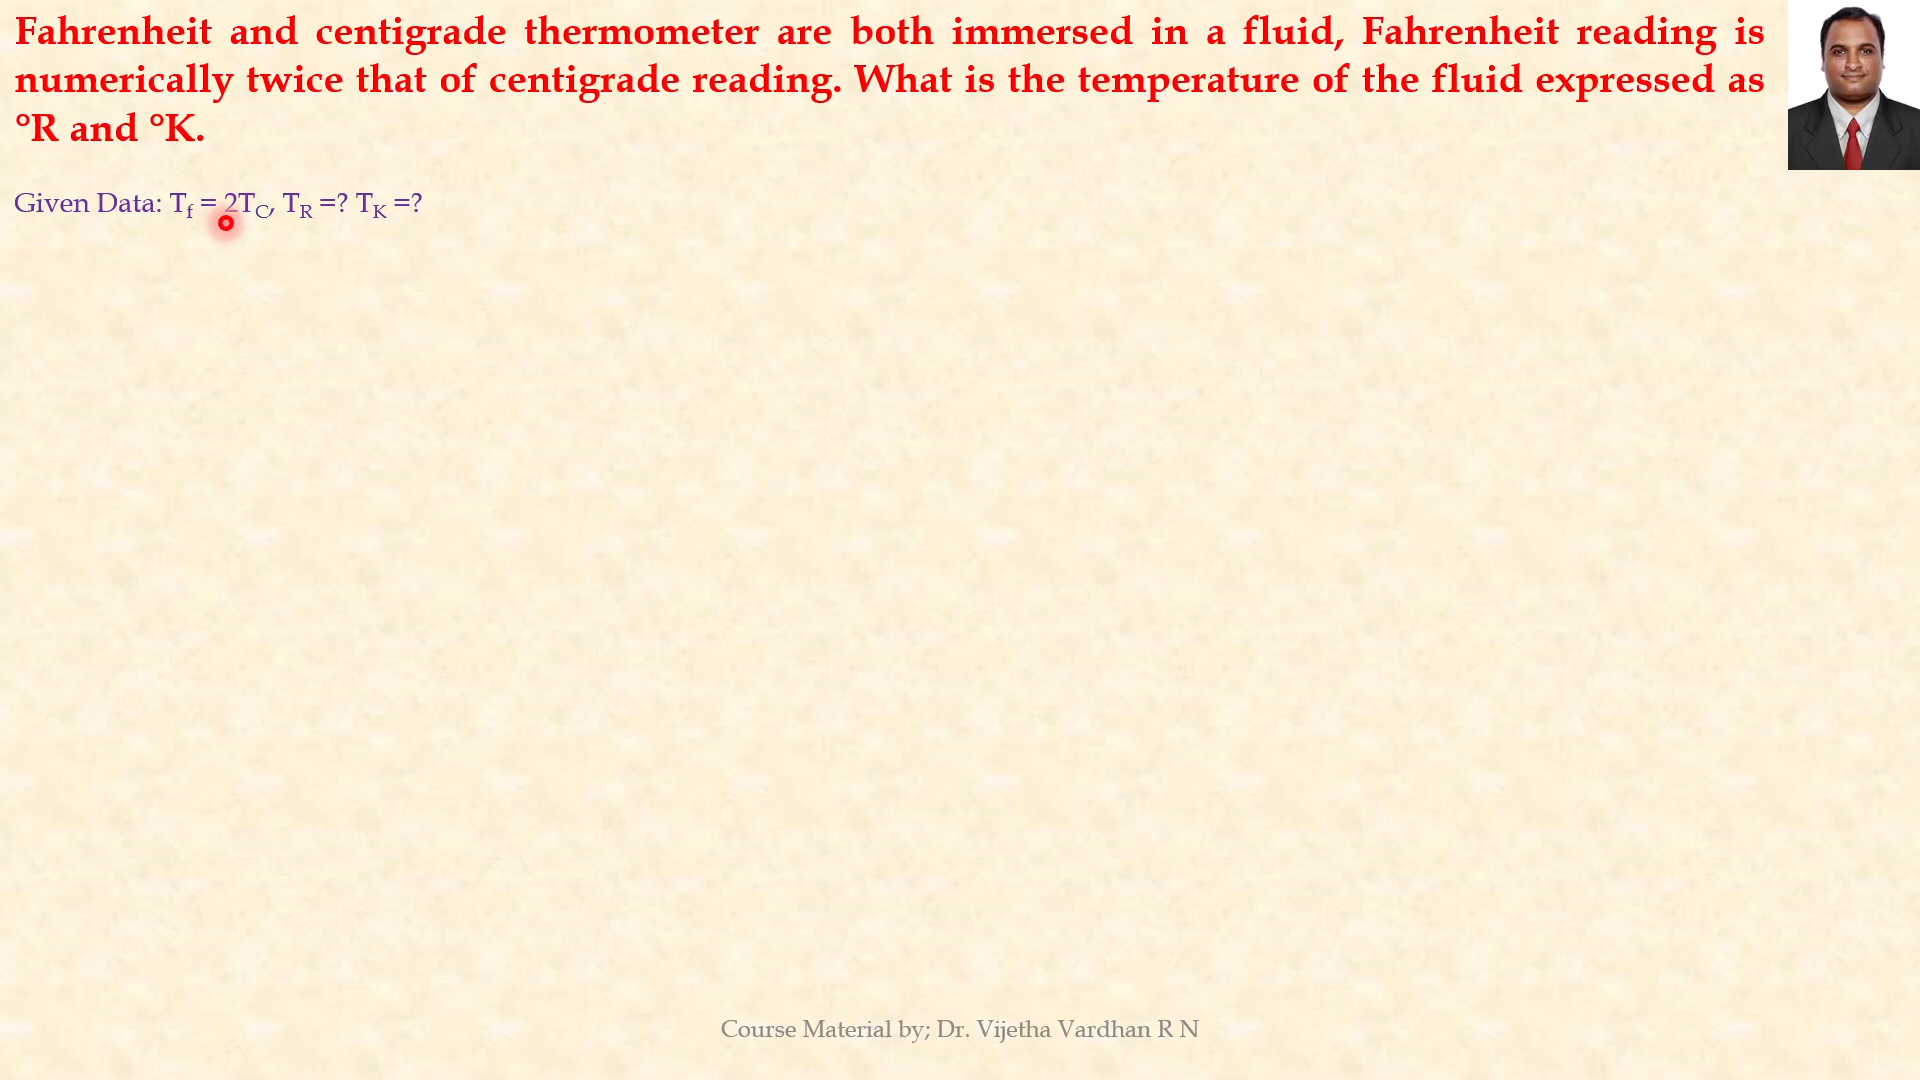 Fahrenheit and centigrade thermometer are both immersed in a fluid, Fahrenheit reading is
numerically twice that of centigrade reading. What is the temperature of the fluid expressed as
°R and °K.
Given Data: Tf = 2TC, TR =? TK =?
Course Material by; Dr. Vijetha Vardhan R N